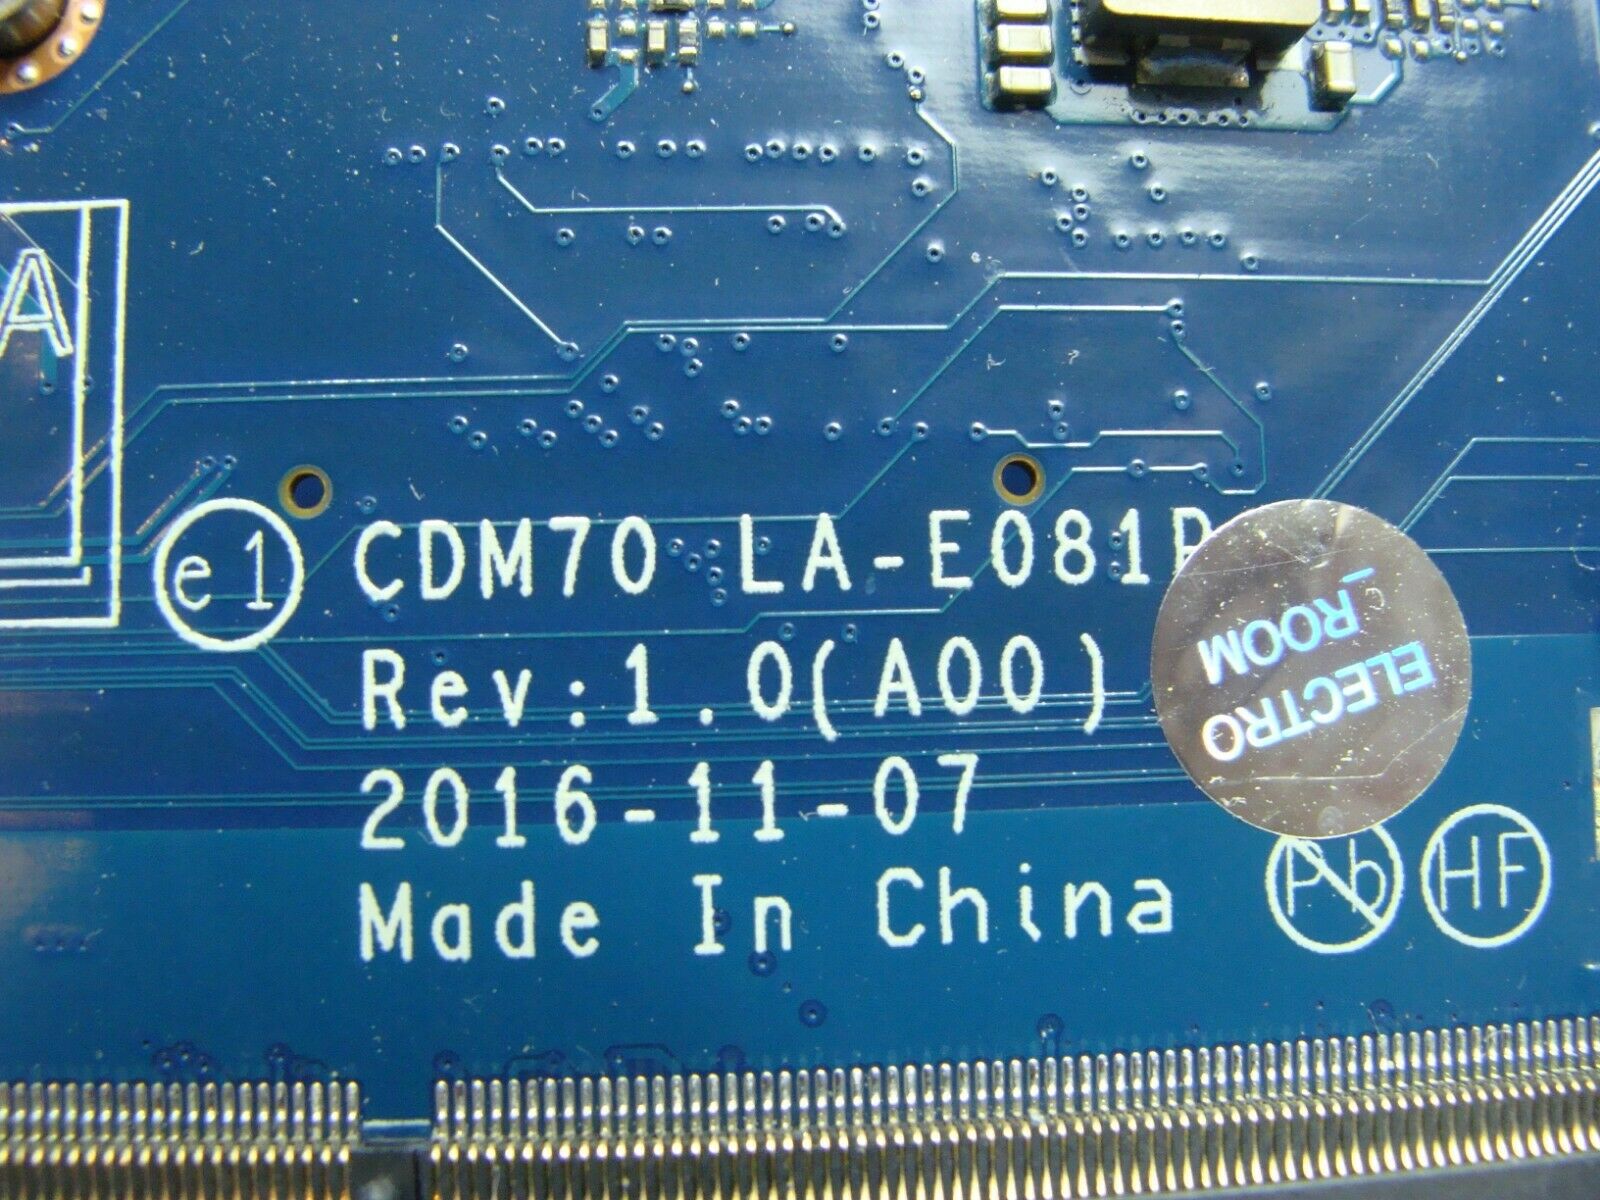 A
e1 CDM70 LA-E081P
Rev:1.0(A00)
2016-11-07
Made In China
ELECTRO
ROOM
Pb HF